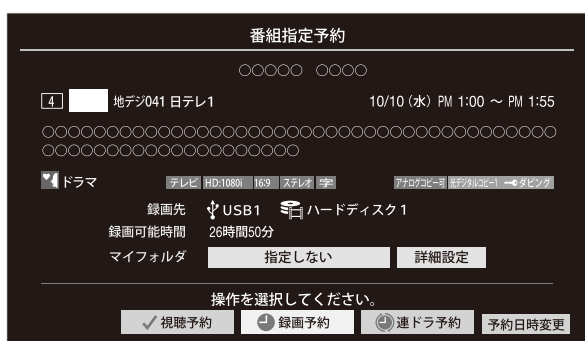 番組指定予約
○○○○○ ○○○○
4 地デジ041 日テレ1 10/10 (水) PM 1:00 ～ PM 1:55
○○○○○○○○○○○○○○○○○○○○○○○○○○○○○○○○○○○○○○○○
○○○○○○○○○○○○○○○○○○○○
ドラマ テレビ HD:1080i 16:9 ステレオ 字 アナログコピー可 光デジタルコピー1 ダビング
録画先 USB1 ハードディスク1
録画可能時間 26時間50分
マイフォルダ 指定しない 詳細設定
操作を選択してください。
視聴予約 録画予約 連ドラ予約 予約日時変更